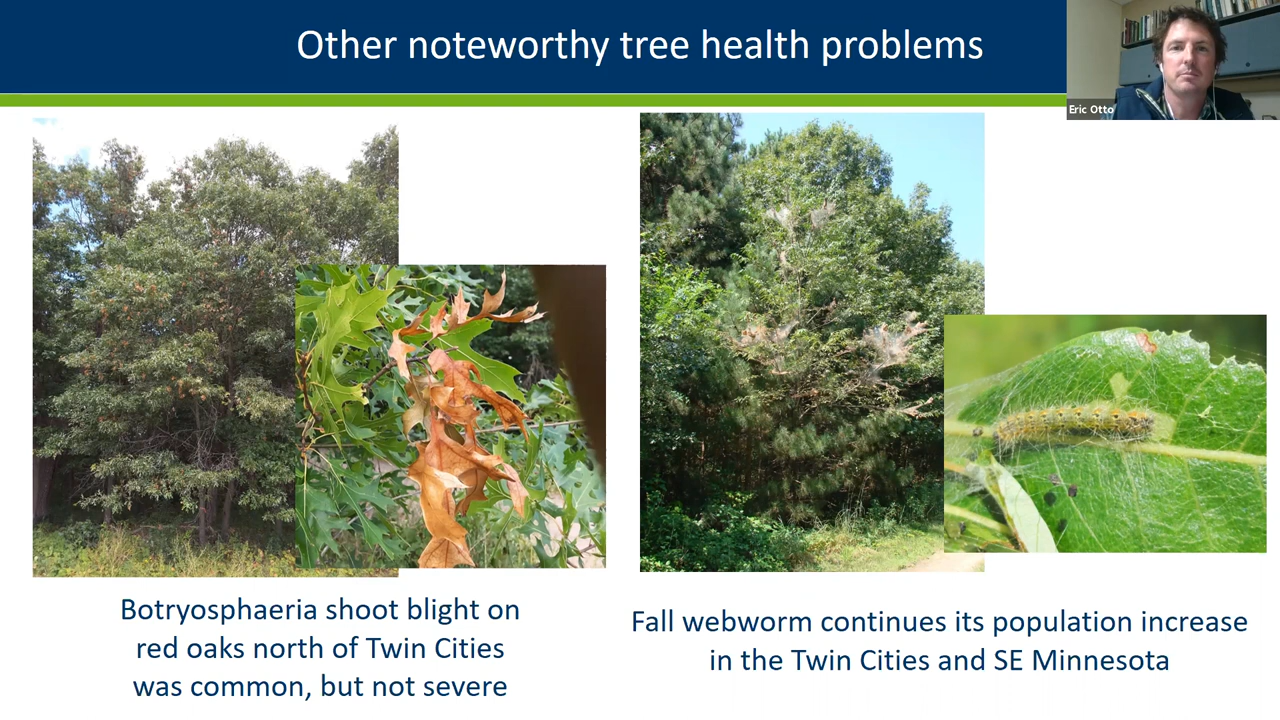 Other noteworthy tree health problems
Eric Otto
Botryosphaeria shoot blight on
red oaks north of Twin Cities
was common, but not severe
Fall webworm continues its population increase
in the Twin Cities and SE Minnesota